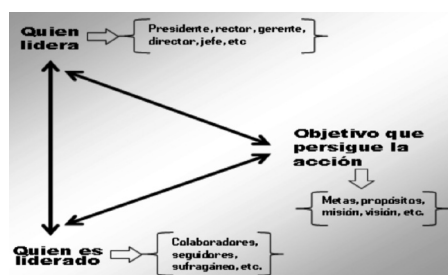 Quien
lidera
Presidente, rector, gerente,
director, jefe, etc
Objetivo que
persigue la
acción
Metas, propósitos,
misión, visión, etc.
Quien es
liderado
Colaboradores,
seguidores,
sufragáneo, etc.